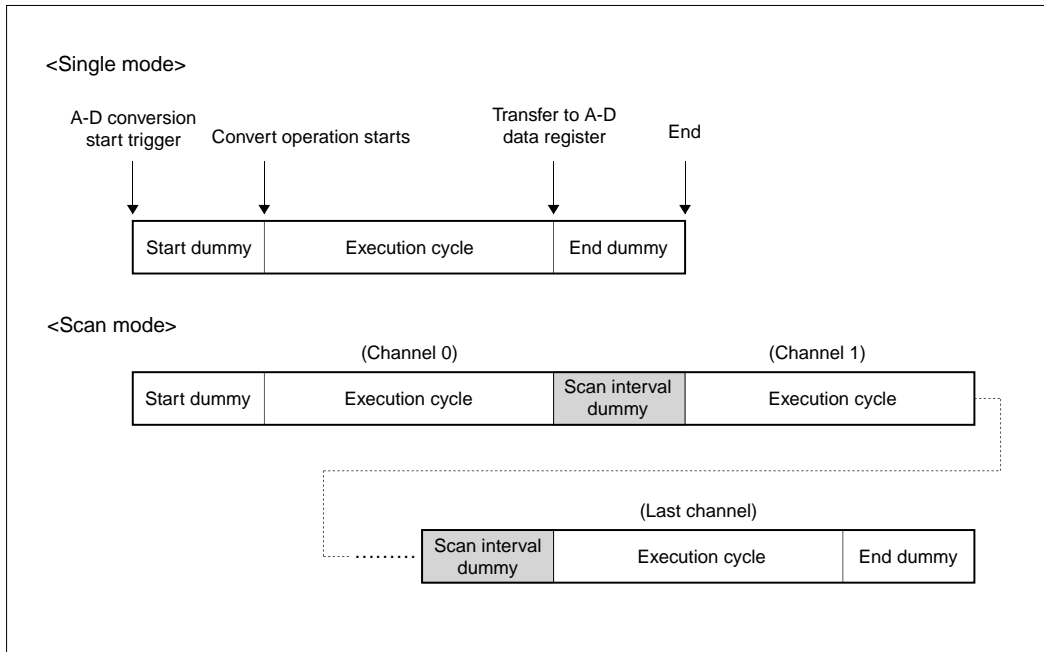 <Single mode>
A-D conversion
start trigger
Convert operation starts
Transfer to A-D
data register
End
Start dummy
Execution cycle
End dummy
<Scan mode>
(Channel 0)
(Channel 1)
Start dummy
Execution cycle
Scan interval
dummy
Execution cycle
(Last channel)
.........
Scan interval
dummy
Execution cycle
End dummy